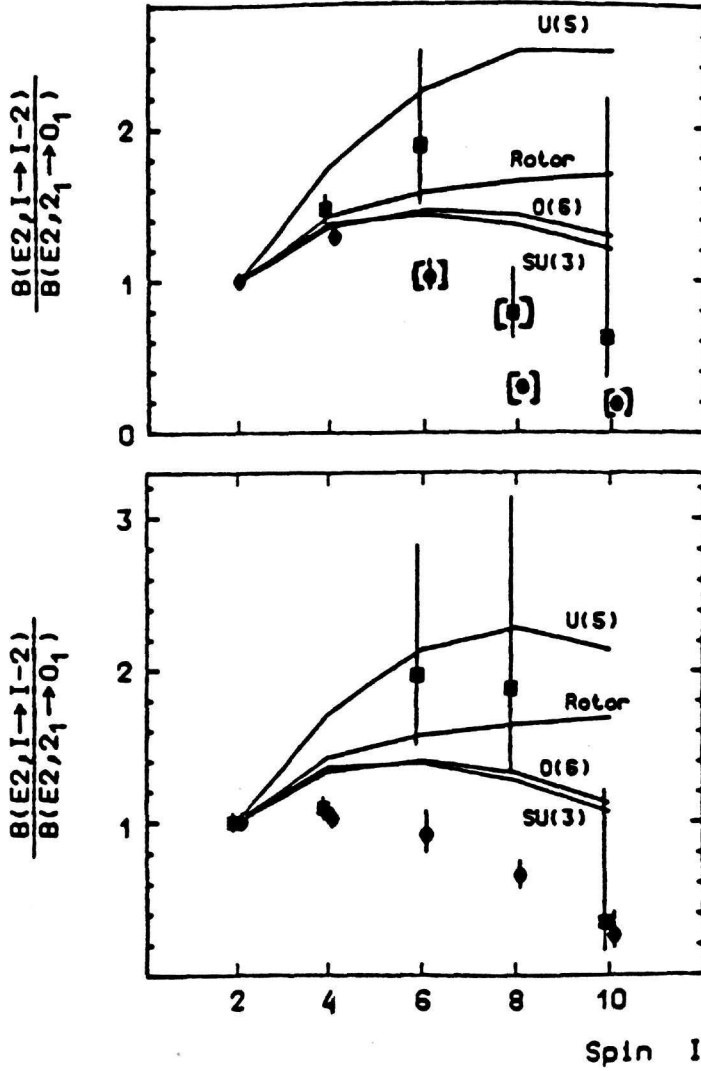 B(E2,I→I-2)
B(E2,2₁→0₁)
U(5)
2
Rotor
O(6)
1
SU(3)
0
B(E2,I→I-2)
B(E2,2₁→0₁)
3
U(5)
2
Rotor
O(6)
1
SU(3)
2 4 6 8 10
Spin I